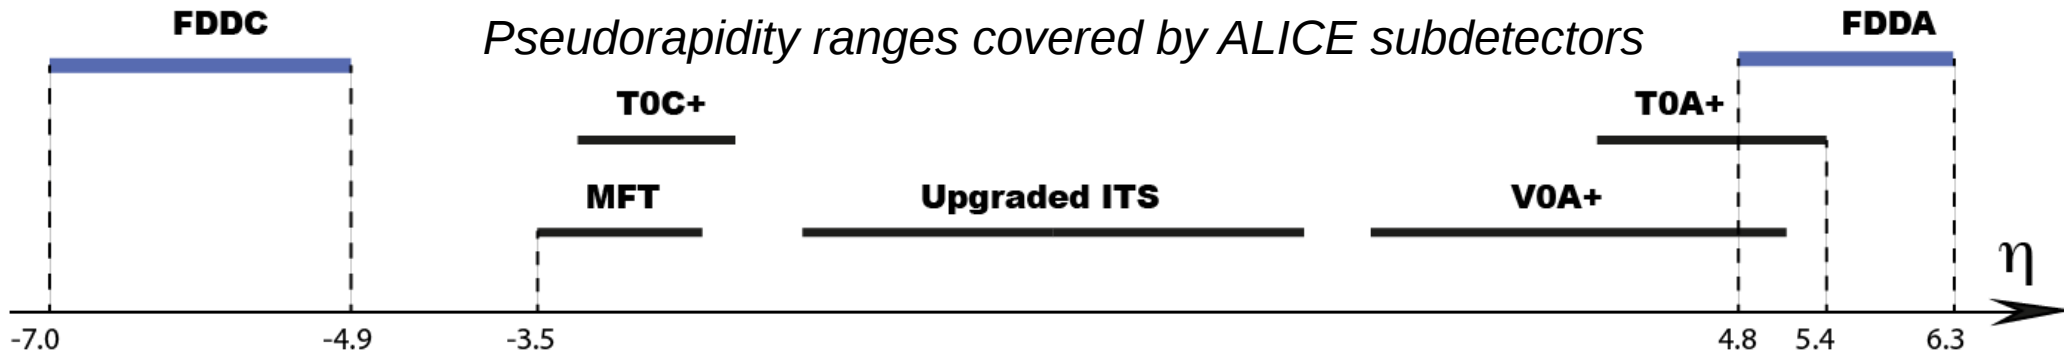 FDDC
Pseudorapidity ranges covered by ALICE subdetectors
FDDA
T0C+
T0A+
MFT
Upgraded ITS
V0A+
η
-7.0
-4.9
-3.5
4.8
5.4
6.3